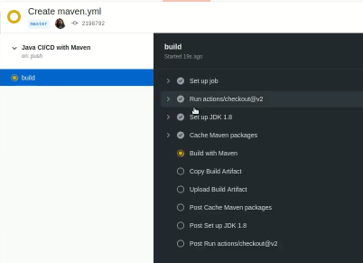 Create maven.yml
master 2198792
Java CI/CD with Maven
on: push
build
build
Started 19s ago
Set up job
Run actions/checkout@v2
Set up JDK 1.8
Cache Maven packages
Build with Maven
Copy Build Artifact
Upload Build Artifact
Post Cache Maven packages
Post Set up JDK 1.8
Post Run actions/checkout@v2